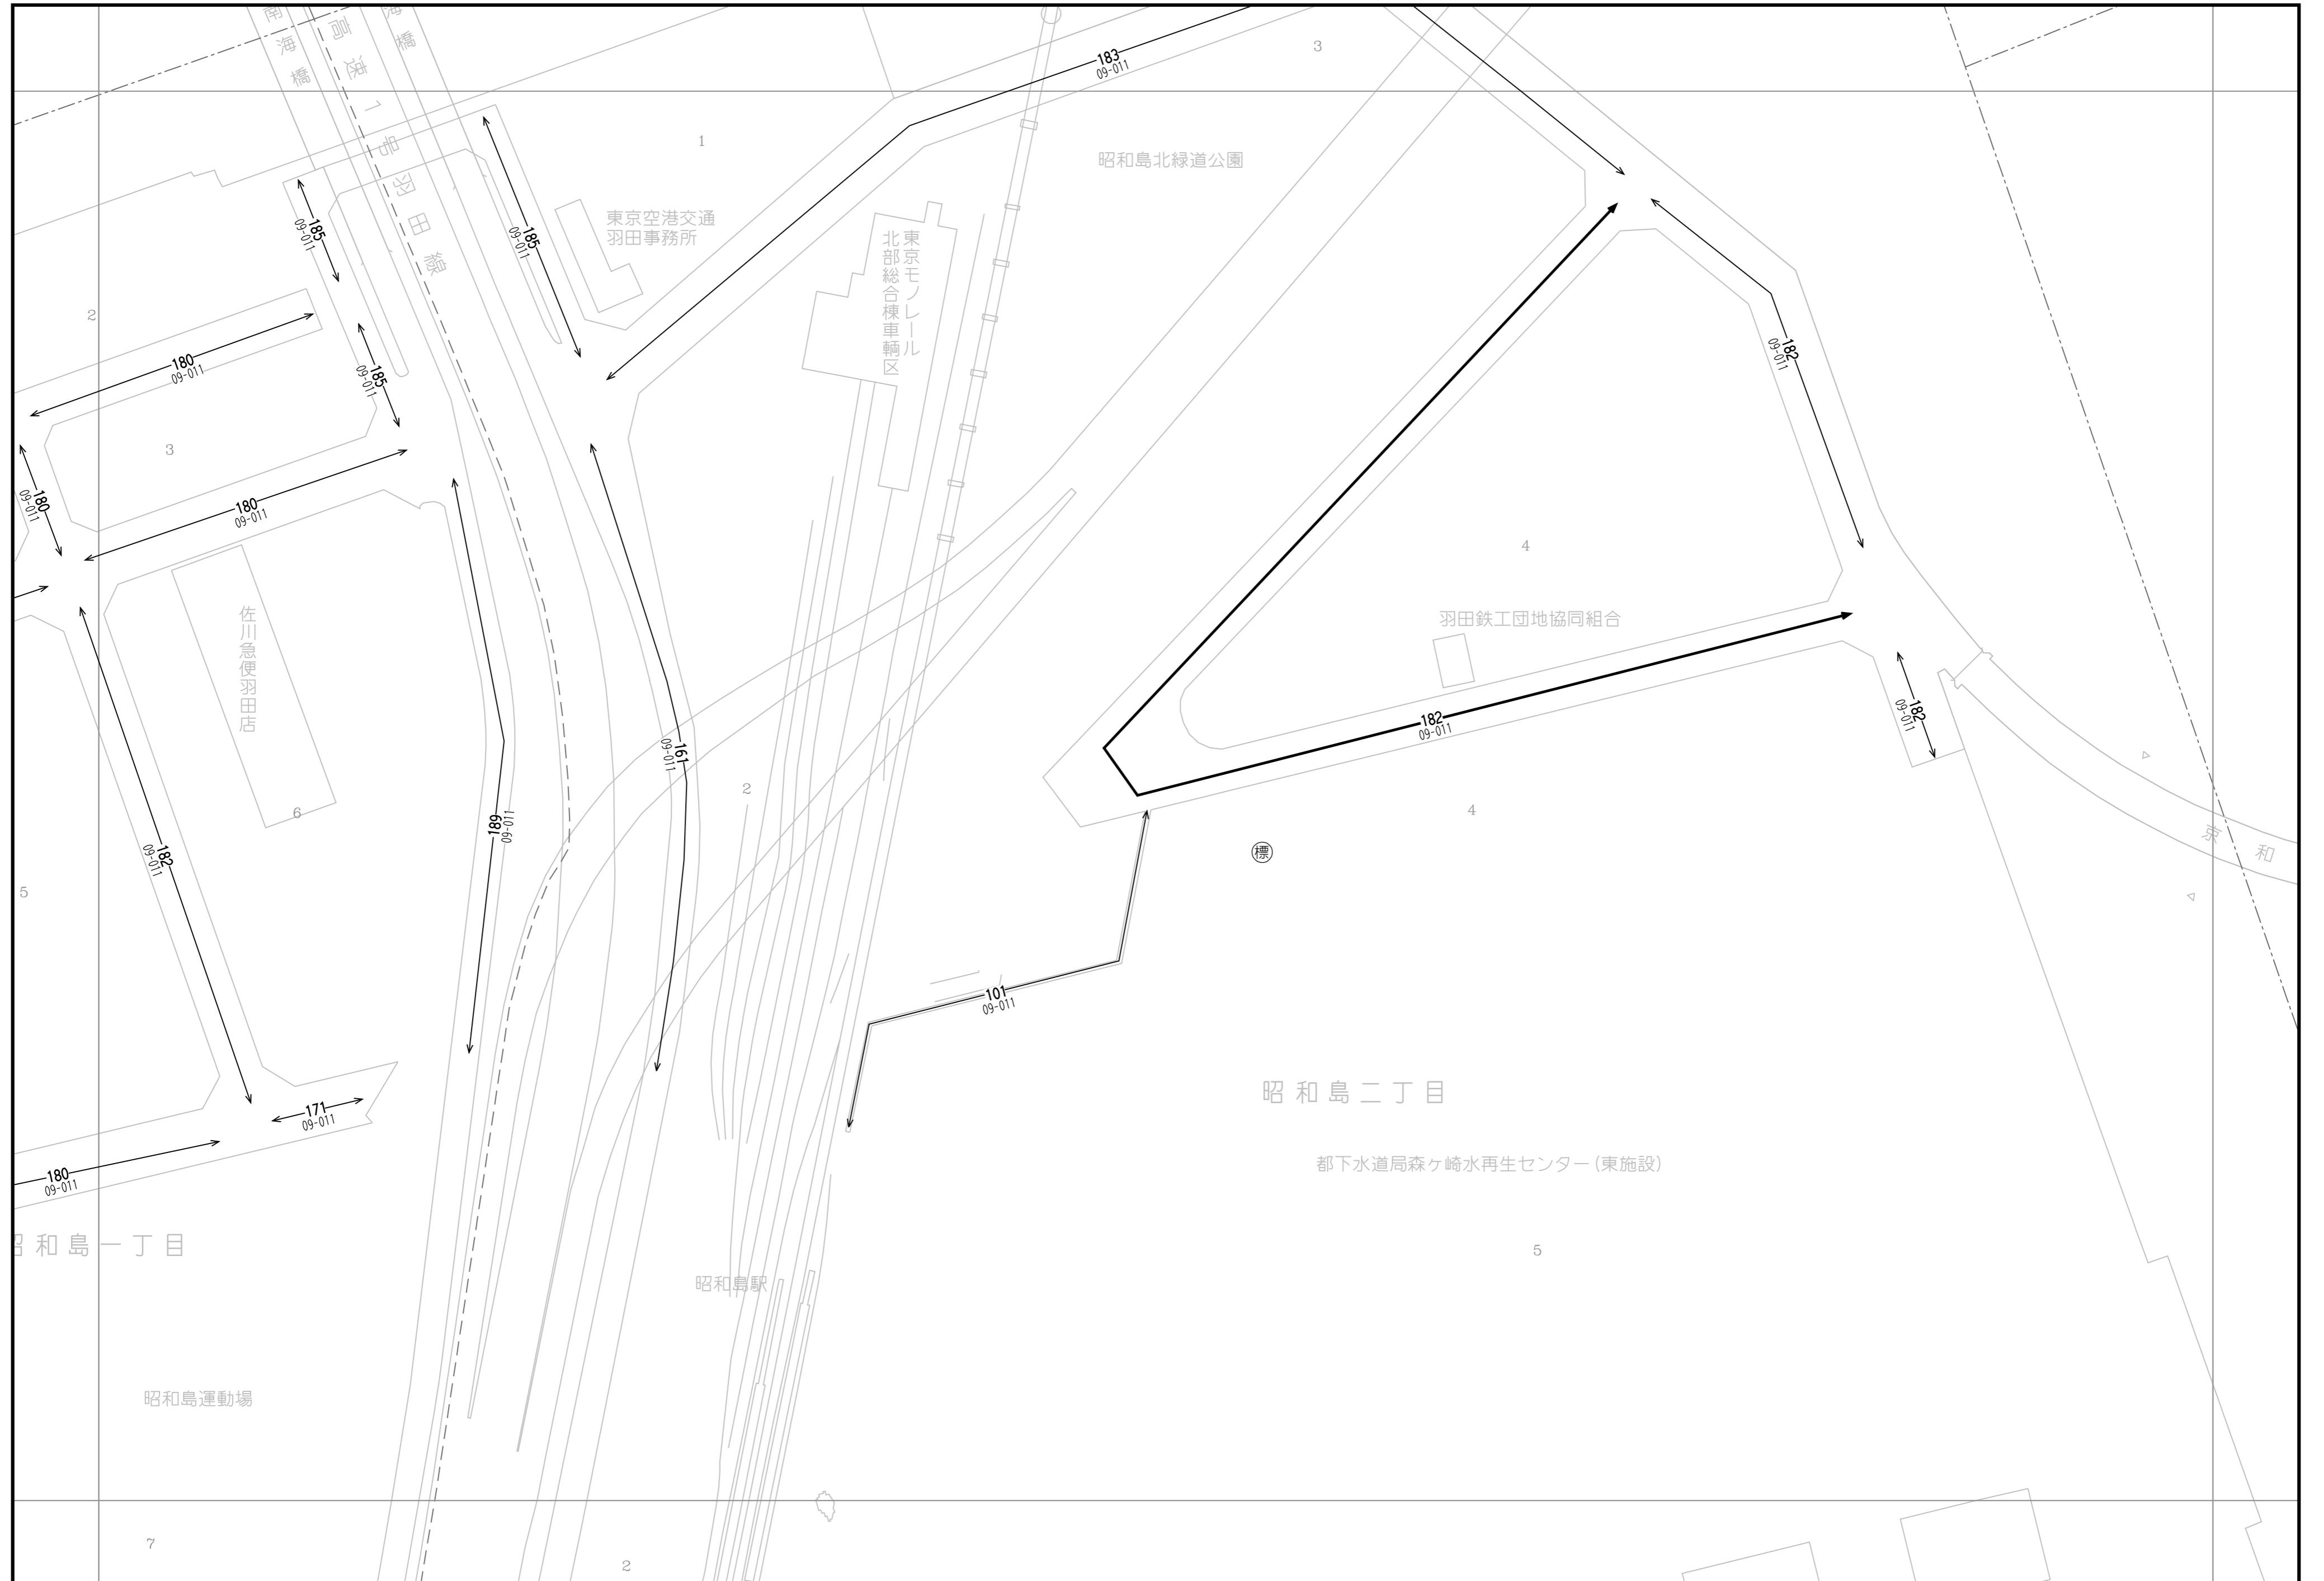 南海橋
高速1号羽田線
海橋
183
09-011
3
1
昭和島北緑道公園
東京空港交通
羽田事務所
東京モノレール
北部総合棟車輌区
185
09-011
185
09-011
185
09-011
2
180
09-011
182
09-011
3
180
09-011
180
09-011
4
羽田鉄工団地協同組合
佐川急便羽田店
182
09-011
182
09-011
161
09-011
2
6
189
09-011
4
182
09-011
5
標
京和
101
09-011
昭和島二丁目
171
09-011
都下水道局森ヶ崎水再生センター(東施設)
180
09-011
昭和島一丁目
5
昭和島駅
昭和島運動場
7
2